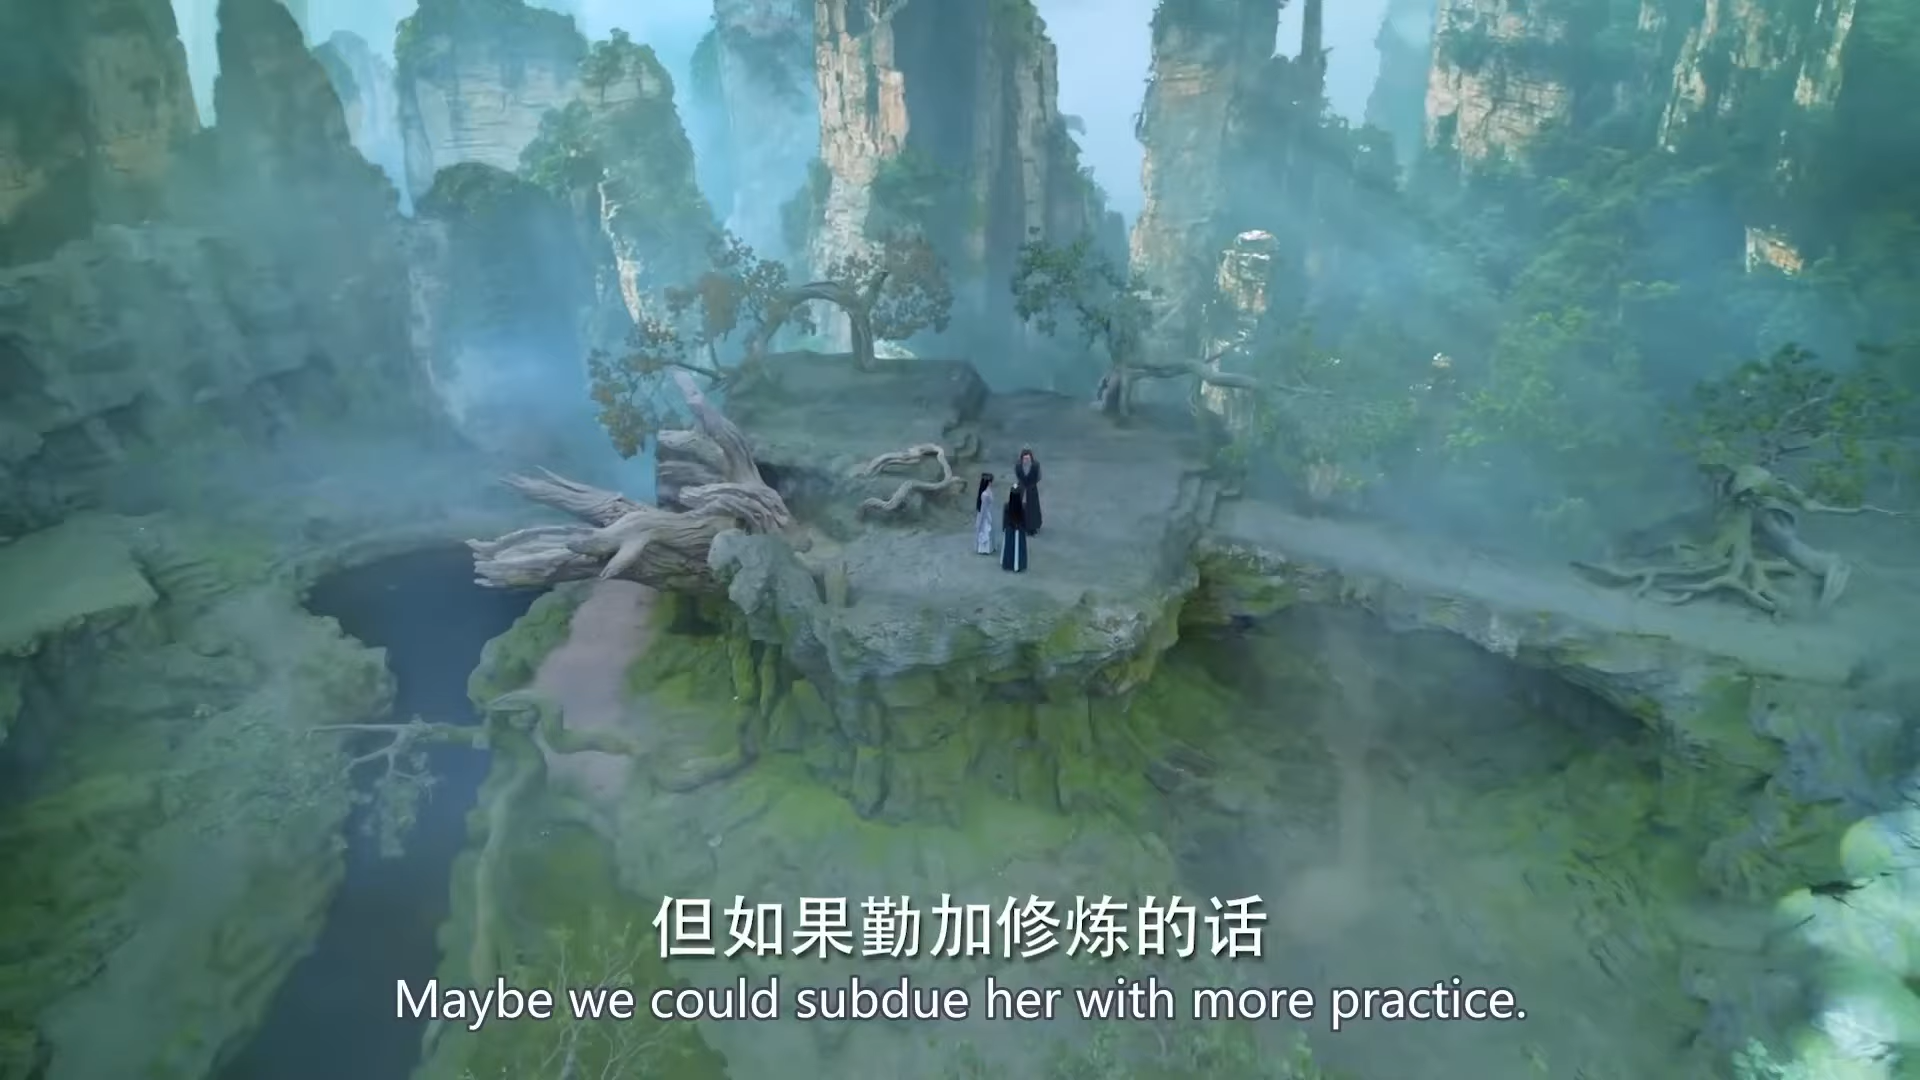 但如果勤加修炼的话
Maybe we could subdue her with more practice.